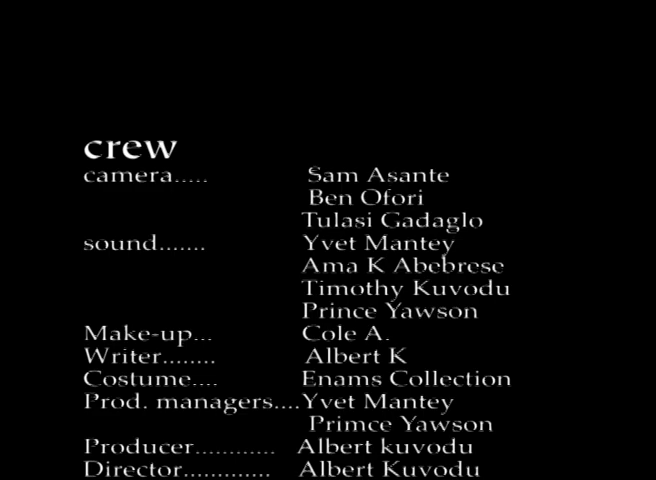 crew
camera..... Sam Asante
Ben Ofori
Tulasi Gadaglo
sound....... Yvet Mantey
Ama K Abebrese
Timothy Kuvodu
Prince Yawson
Make-up... Cole A.
Writer........ Albert K
Costume.... Enams Collection
Prod. managers....Yvet Mantey
Primce Yawson
Producer............ Albert kuvodu
Director............. Albert Kuvodu